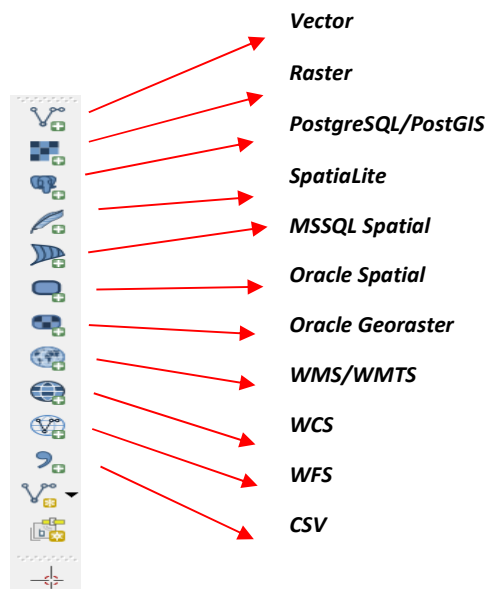 Vector
Raster
PostgreSQL/PostGIS
SpatiaLite
MSSQL Spatial
Oracle Spatial
Oracle Georaster
WMS/WMTS
WCS
WFS
CSV